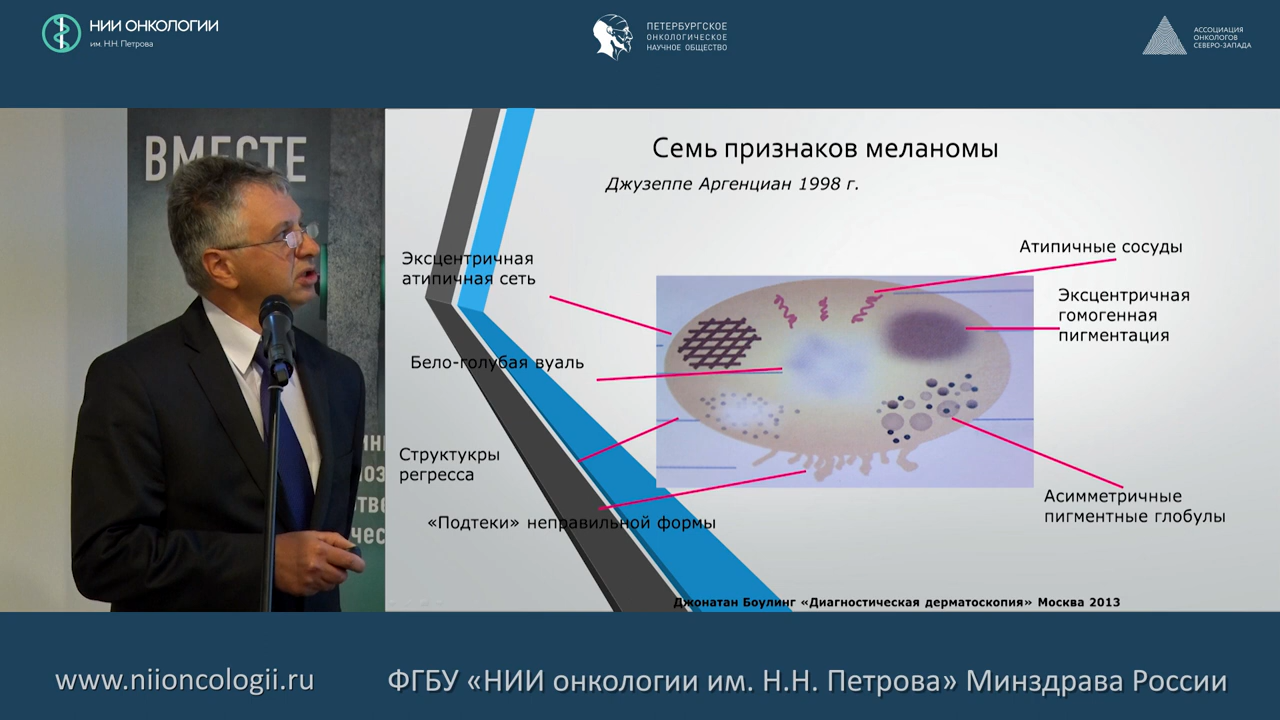 НИИ ОНКОЛОГИИ
им. Н.Н. Петрова
ПЕТЕРБУРГСКОЕ
ОНКОЛОГИЧЕСКОЕ
НАУЧНОЕ ОБЩЕСТВО
АССОЦИАЦИЯ
ОНКОЛОГОВ
СЕВЕРО-ЗАПАДА
ВМЕСТЕ
Семь признаков меланомы
Джузеппе Аргенциан 1998 г.
Эксцентричная
атипичная сеть
Атипичные сосуды
Эксцентричная
гомогенная
пигментация
Бело-голубая вуаль
Структукры
регресса
«Подтеки» неправильной формы
Асимметричные
пигментные глобулы
Джонатан Боулинг «Диагностическая дерматоскопия» Москва 2013
www.niioncologii.ru
ФГБУ «НИИ онкологии им. Н.Н. Петрова» Минздрава России